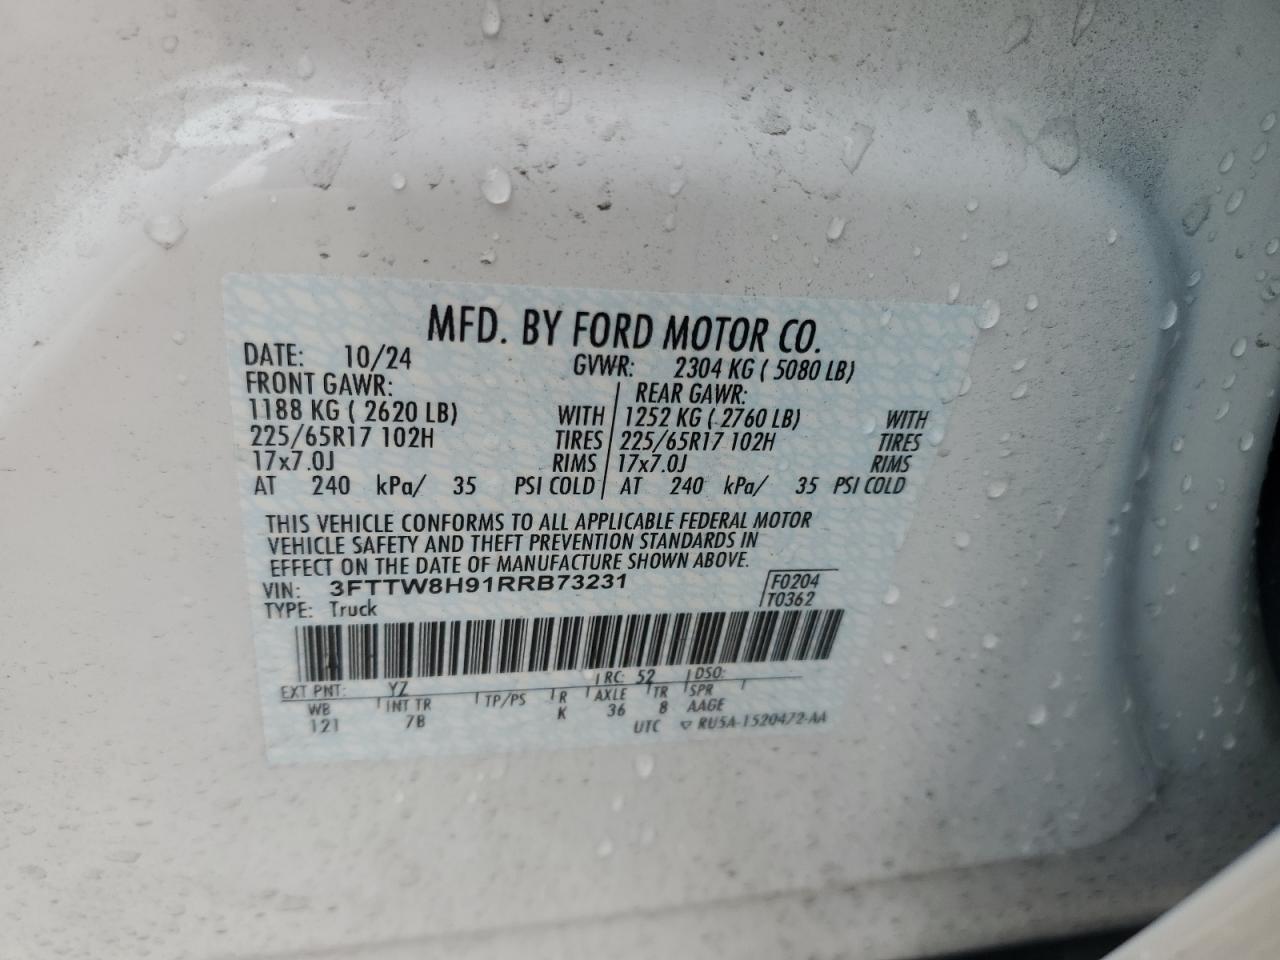 MFD. BY FORD MOTOR CO.
DATE: 10/24 GVWR: 2304 KG ( 5080 LB)
FRONT GAWR: REAR GAWR:
1188 KG ( 2620 LB) WITH 1252 KG ( 2760 LB) WITH
225/65R17 102H TIRES 225/65R17 102H TIRES
17x7.0J RIMS 17x7.0J RIMS
AT 240 kPa/ 35 PSI COLD AT 240 kPa/ 35 PSI COLD
THIS VEHICLE CONFORMS TO ALL APPLICABLE FEDERAL MOTOR
VEHICLE SAFETY AND THEFT PREVENTION STANDARDS IN
EFFECT ON THE DATE OF MANUFACTURE SHOWN ABOVE.
VIN: 3FTTW8H91RRB73231 F0204
TYPE: Truck T0362
EXT PNT: YZ RC: 52 DSO:
WB INT TR TP/PS R AXLE TR SPR
121 7B K 36 8 AAGE
UTC RU5A-1520472-AA